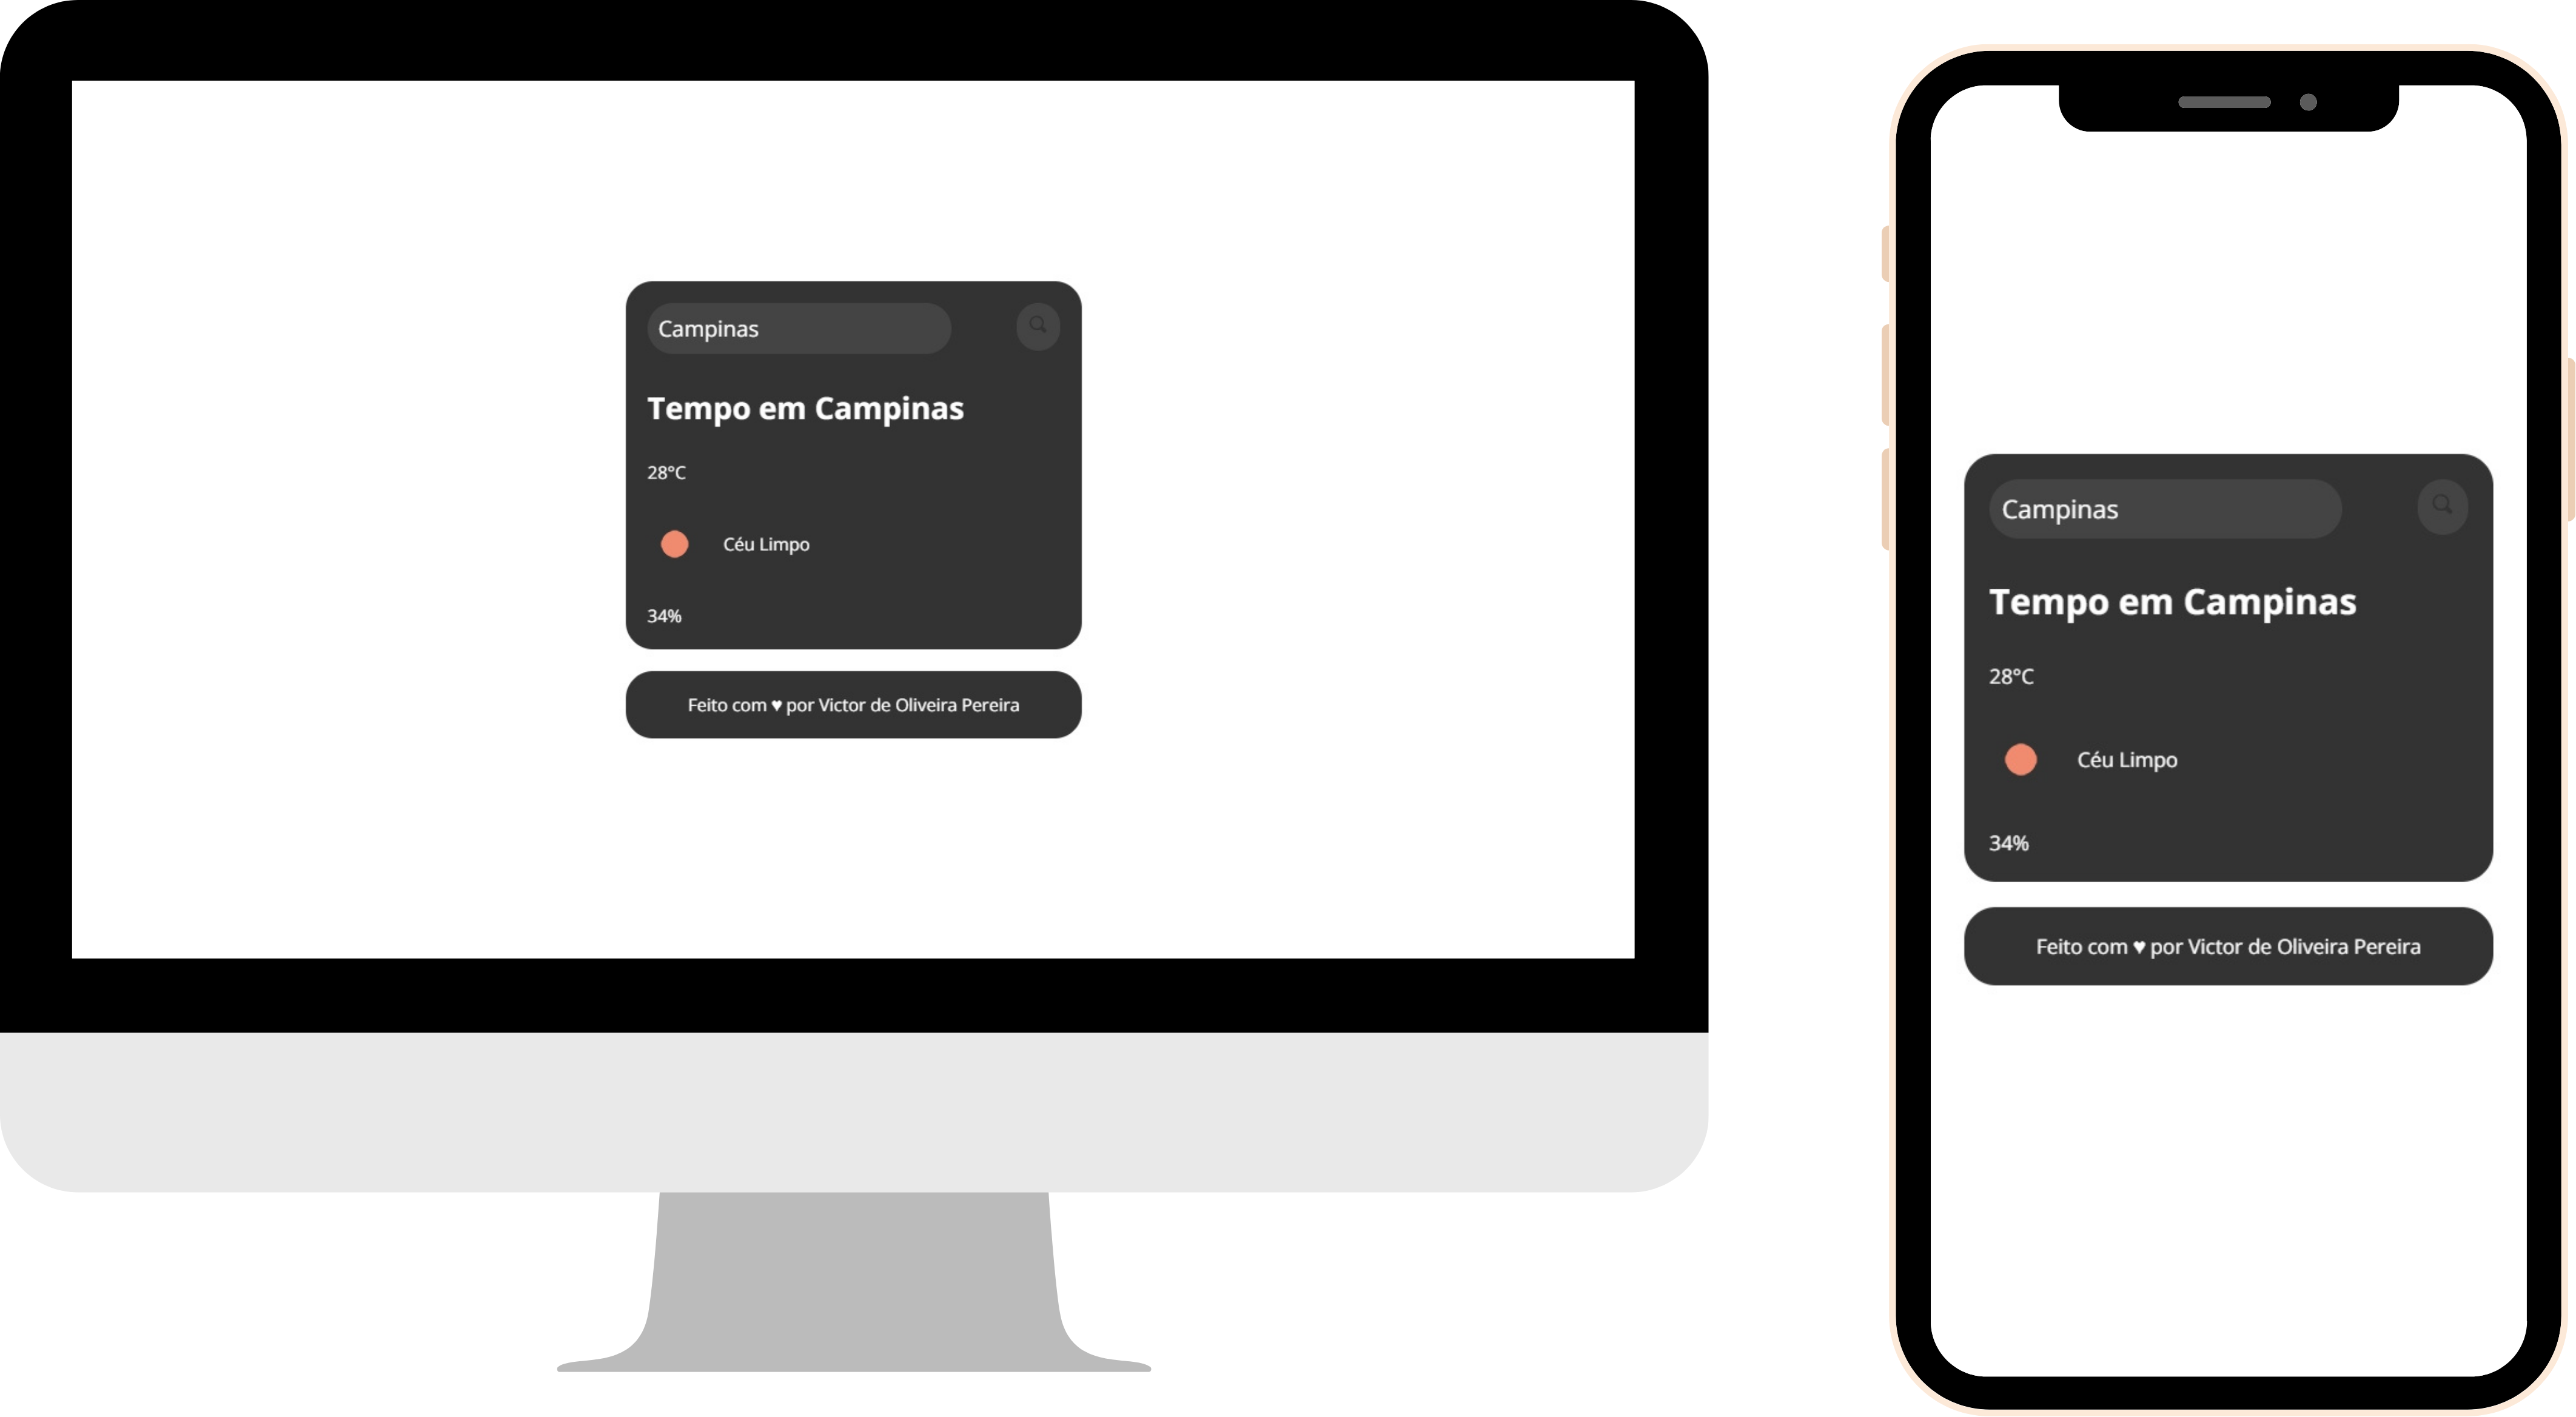 Campinas
Tempo em Campinas
28°C
Céu Limpo
34%
Feito com ♥ por Victor de Oliveira Pereira
Campinas
Tempo em Campinas
28°C
Céu Limpo
34%
Feito com ♥ por Victor de Oliveira Pereira